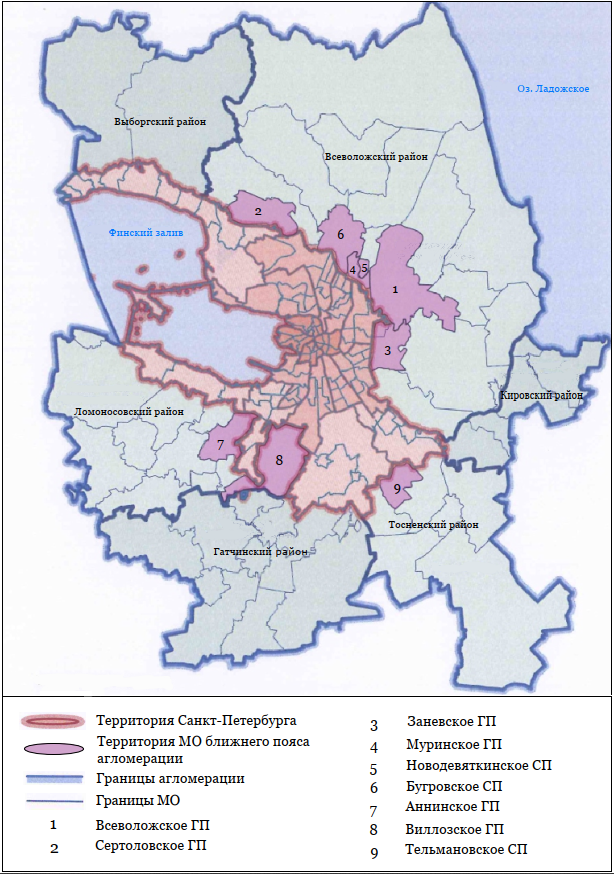 Оз. Ладожское
Выборгский район
Всеволожский район
2
Финский залив
6
4 5
1
3
Кировский район
Ломоносовский район
7
8
9
Тосненский район
Гатчинский район
Территория Санкт-Петербурга
Территория МО ближнего пояса
агломерации
Границы агломерации
Границы МО
1 Всеволожское ГП
2 Сертоловское ГП
3 Заневское ГП
4 Муринское ГП
5 Новодевяткинское СП
6 Бугровское СП
7 Аннинское ГП
8 Виллозское ГП
9 Тельмановское СП